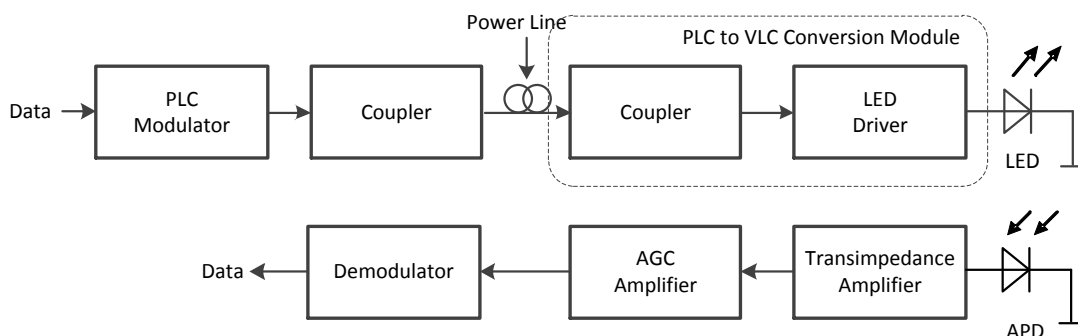 Power Line
PLC to VLC Conversion Module
Data
PLC
Modulator
Coupler
Coupler
LED
Driver
LED
Data
Demodulator
AGC
Amplifier
Transimpedance
Amplifier
APD